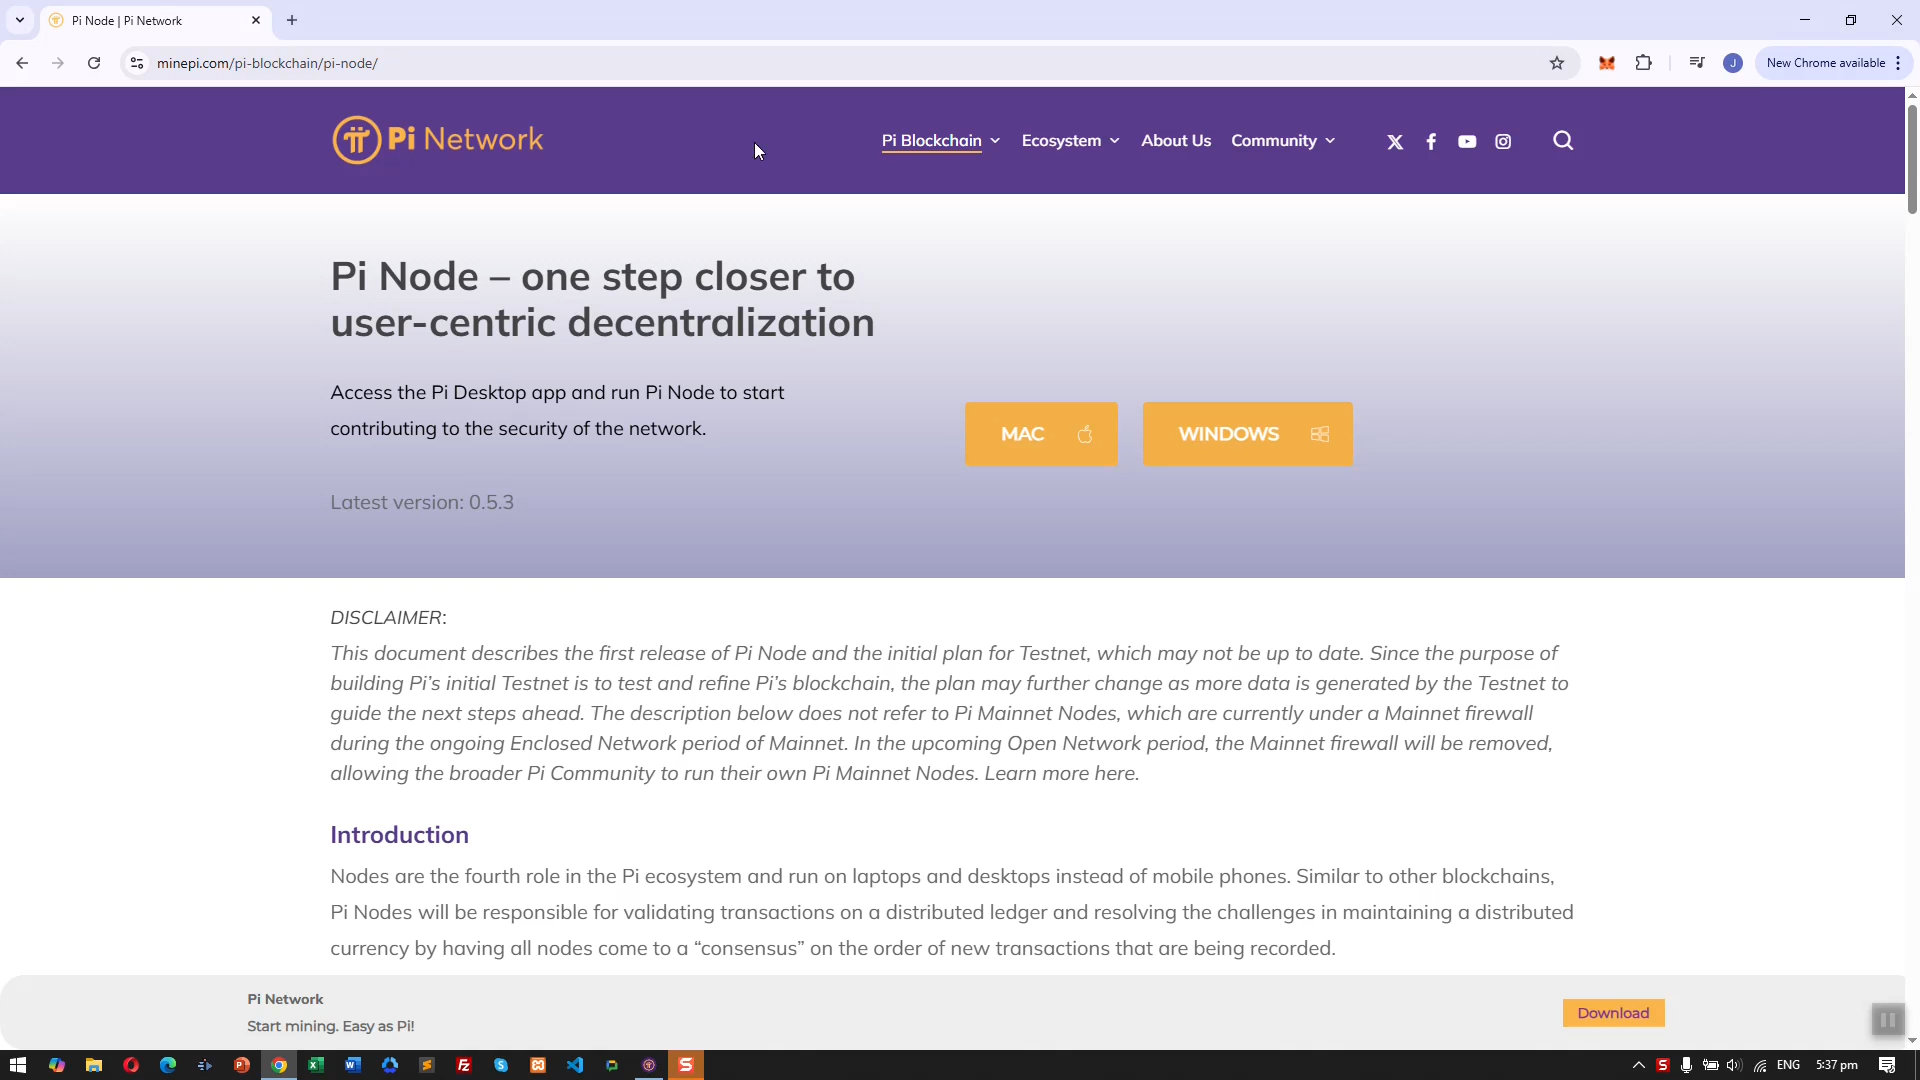 Pi Node | Pi Network
minepi.com/pi-blockchain/pi-node/
J
New Chrome available
Pi Network
Pi Blockchain
Ecosystem
About Us
Community
Pi Node – one step closer to
user-centric decentralization
Access the Pi Desktop app and run Pi Node to start
contributing to the security of the network.
MAC
WINDOWS
Latest version: 0.5.3
DISCLAIMER:
This document describes the first release of Pi Node and the initial plan for Testnet, which may not be up to date. Since the purpose of
building Pi’s initial Testnet is to test and refine Pi’s blockchain, the plan may further change as more data is generated by the Testnet to
guide the next steps ahead. The description below does not refer to Pi Mainnet Nodes, which are currently under a Mainnet firewall
during the ongoing Enclosed Network period of Mainnet. In the upcoming Open Network period, the Mainnet firewall will be removed,
allowing the broader Pi Community to run their own Pi Mainnet Nodes. Learn more here.
Introduction
Nodes are the fourth role in the Pi ecosystem and run on laptops and desktops instead of mobile phones. Similar to other blockchains,
Pi Nodes will be responsible for validating transactions on a distributed ledger and resolving the challenges in maintaining a distributed
currency by having all nodes come to a “consensus” on the order of new transactions that are being recorded.
Pi Network
Start mining. Easy as Pi!
Download
ENG
5:37 pm